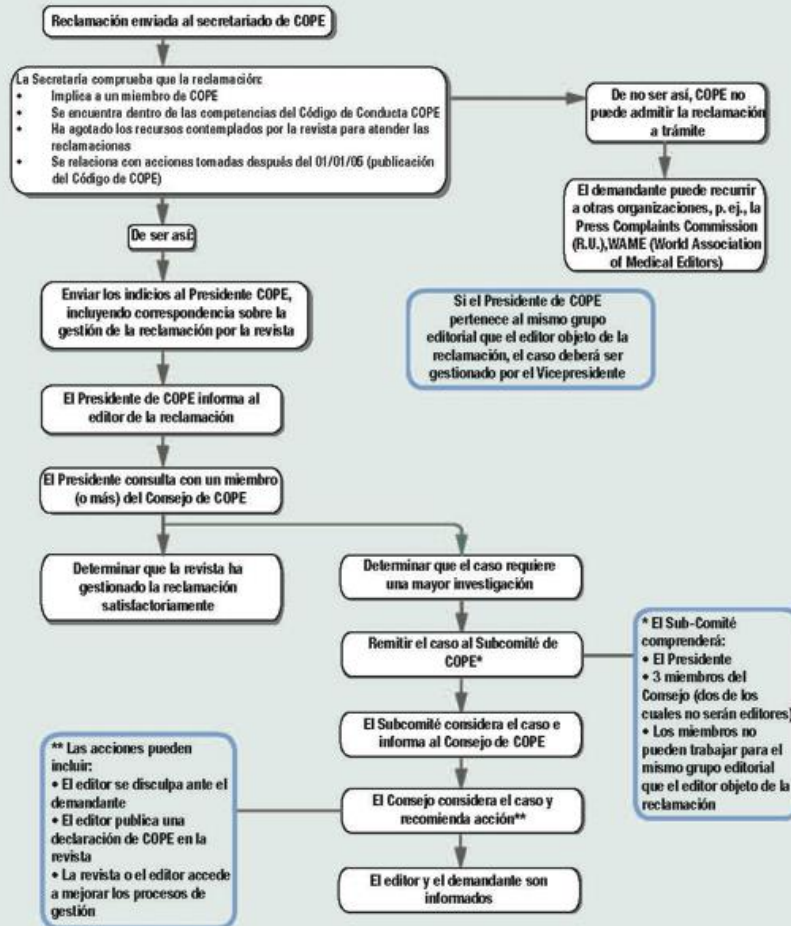 Reclamación enviada al secretariado de COPE
La Secretaría comprueba que la reclamación:
• Implica a un miembro de COPE
• Se encuentra dentro de las competencias del Código de Conducta COPE
• Ha agotado los recursos contemplados por la revista para atender las
reclamaciones
• Se relaciona con acciones tomadas después del 01/01/05 (publicación
del Código de COPE)
De no ser así, COPE no
puede admitir la reclamación
a trámite
El demandante puede recurrir
a otras organizaciones, p. ej., la
Press Complaints Commission
(R.U.),WAME (World Association
of Medical Editors)
De ser así:
Enviar los indicios al Presidente COPE,
incluyendo correspondencia sobre la
gestión de la reclamación por la revista
Si el Presidente de COPE
pertenece al mismo grupo
editorial que el editor objeto de la
reclamación, el caso deberá ser
gestionado por el Vicepresidente
El Presidente de COPE informa al
editor de la reclamación
El Presidente consulta con un miembro
(o más) del Consejo de COPE
Determinar que la revista ha
gestionado la reclamación
satisfactoriamente
Determinar que el caso requiere
una mayor investigación
Remitir el caso al Subcomité de
COPE*
* El Sub-Comité
comprenderá:
• El Presidente
• 3 miembros del
Consejo (dos de los
cuales no serán editores)
• Los miembros no
pueden trabajar para el
mismo grupo editorial
que el editor objeto de la
reclamación
El Subcomité considera el caso e
informa al Consejo de COPE
** Las acciones pueden
incluir:
• El editor se disculpa ante el
demandante
• El editor publica una
declaración de COPE en la
revista
• La revista o el editor accede
a mejorar los procesos de
gestión
El Consejo considera el caso y
recomienda acción**
El editor y el demandante son
informados